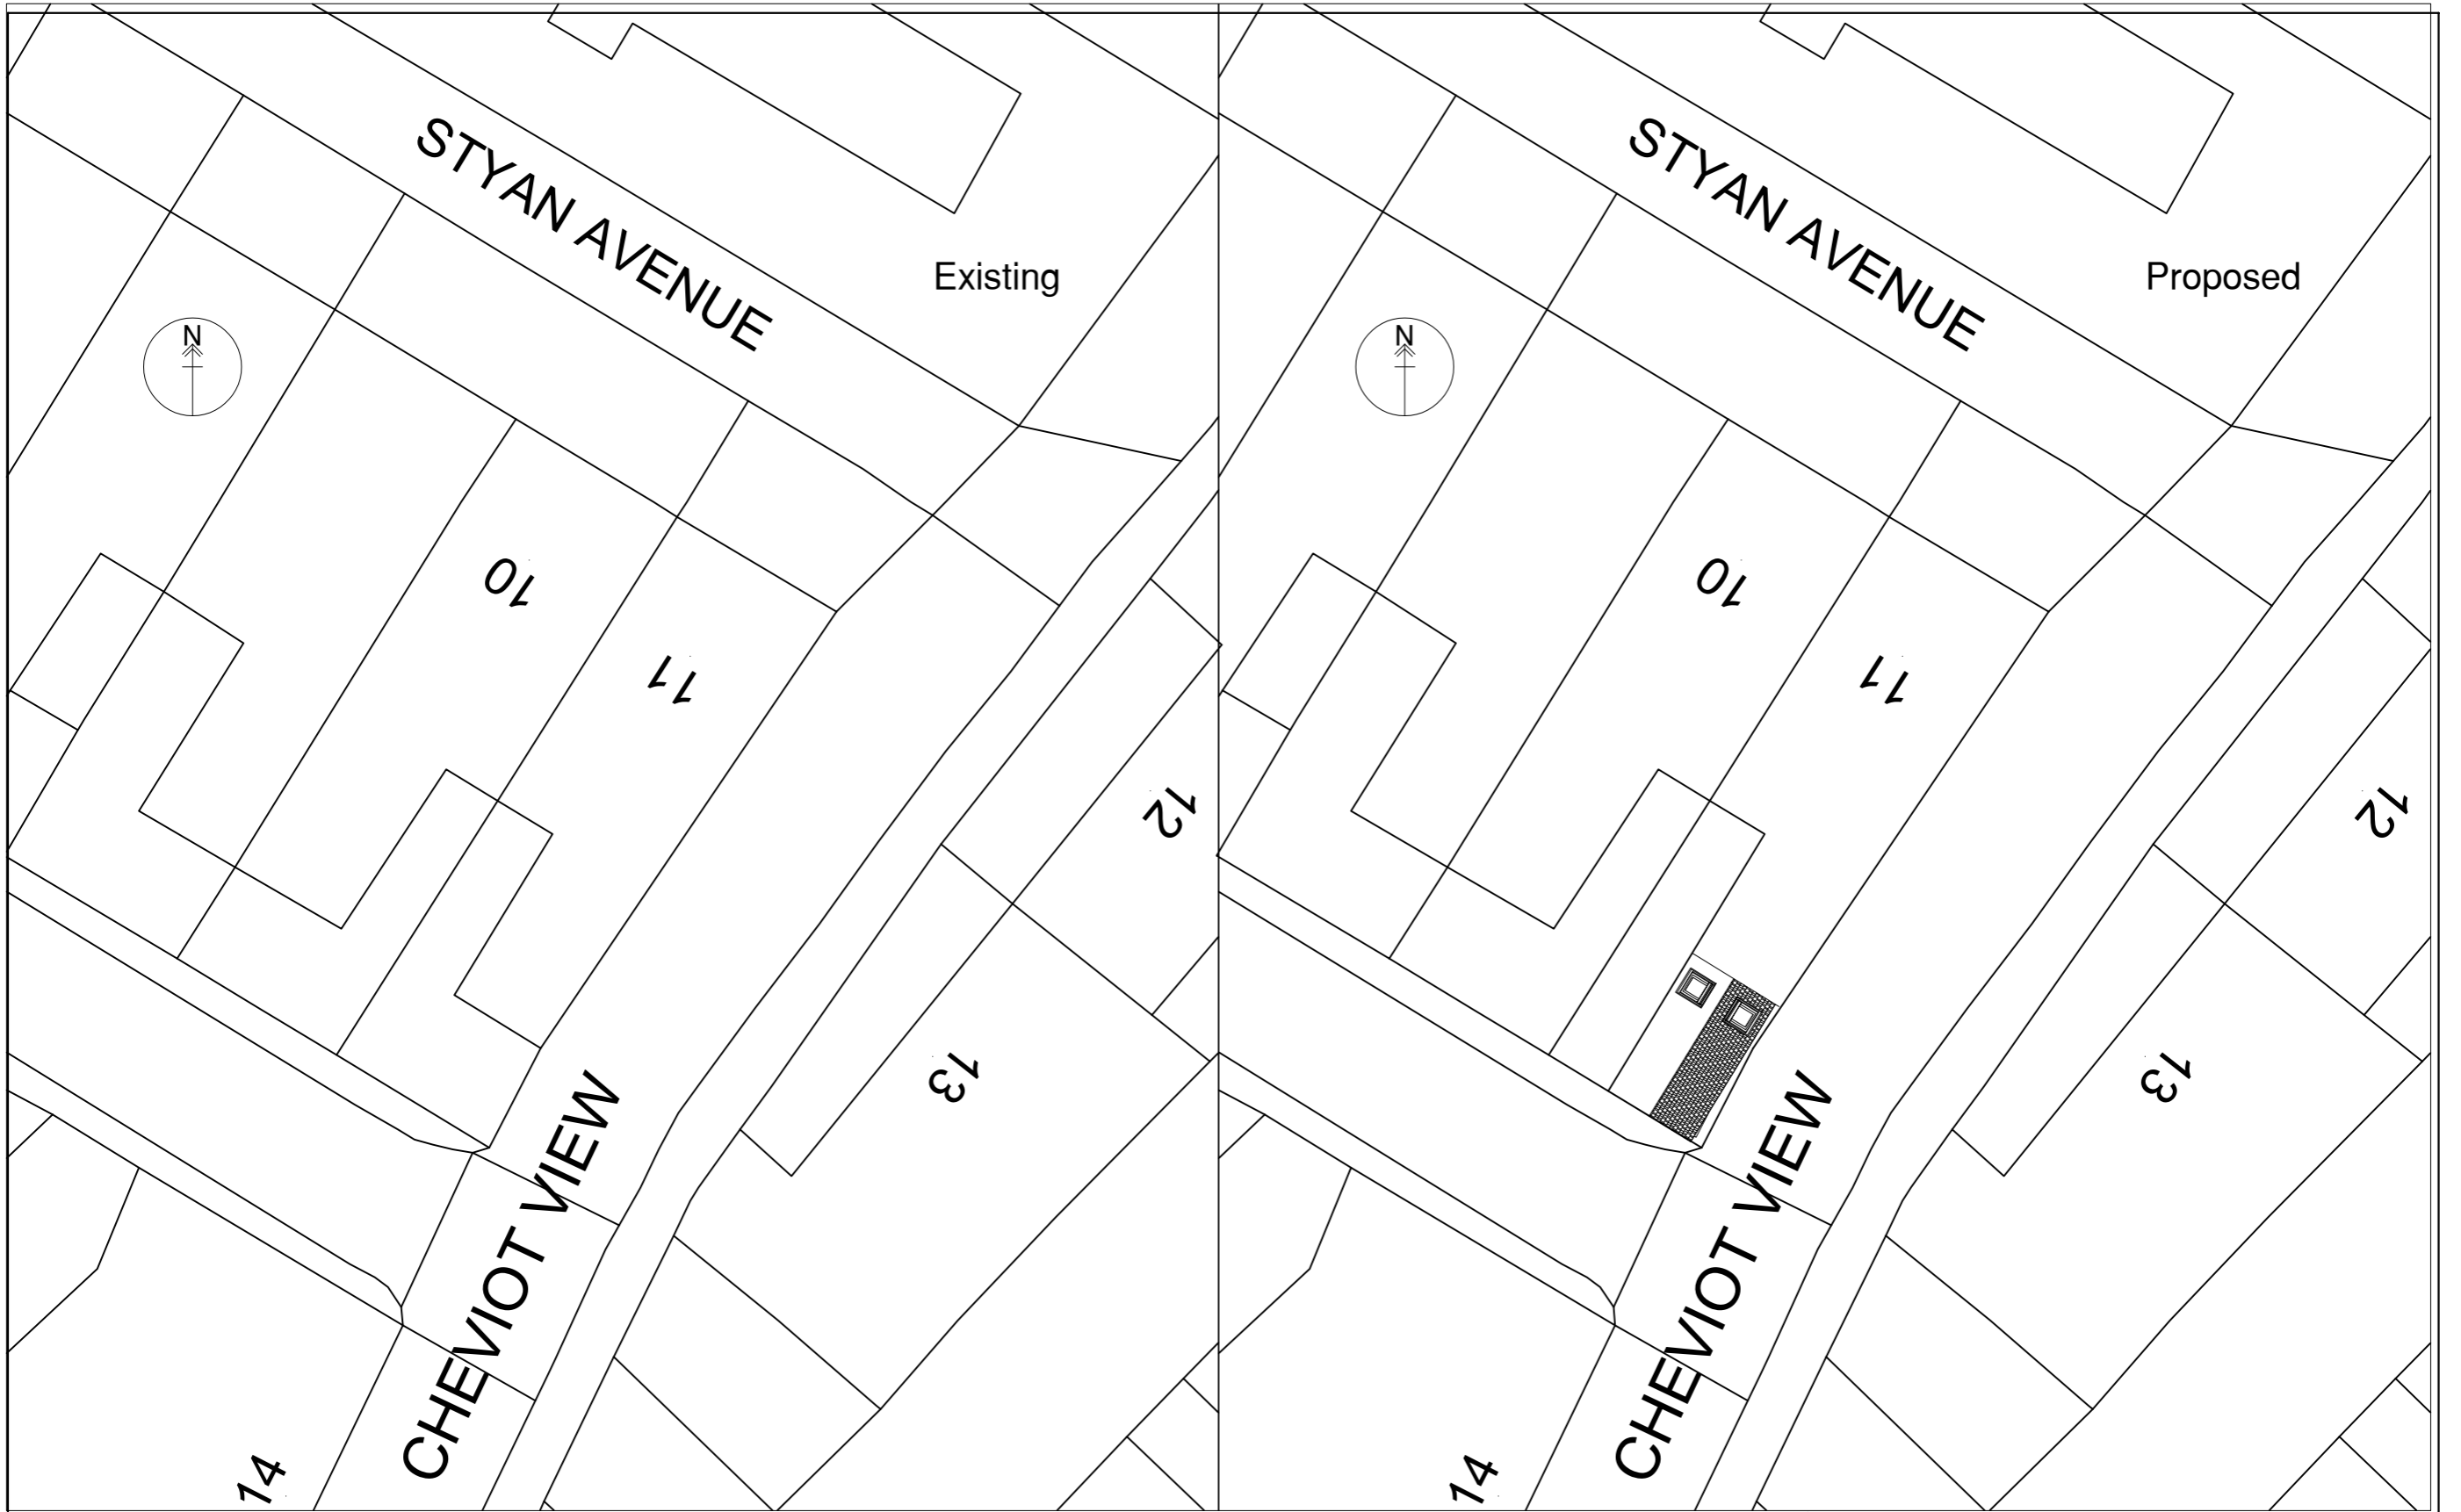 STYAN AVENUE
Existing
N
10
11
12
13
CHEVIOT VIEW
14
STYAN AVENUE
Proposed
N
10
11
12
13
CHEVIOT VIEW
14